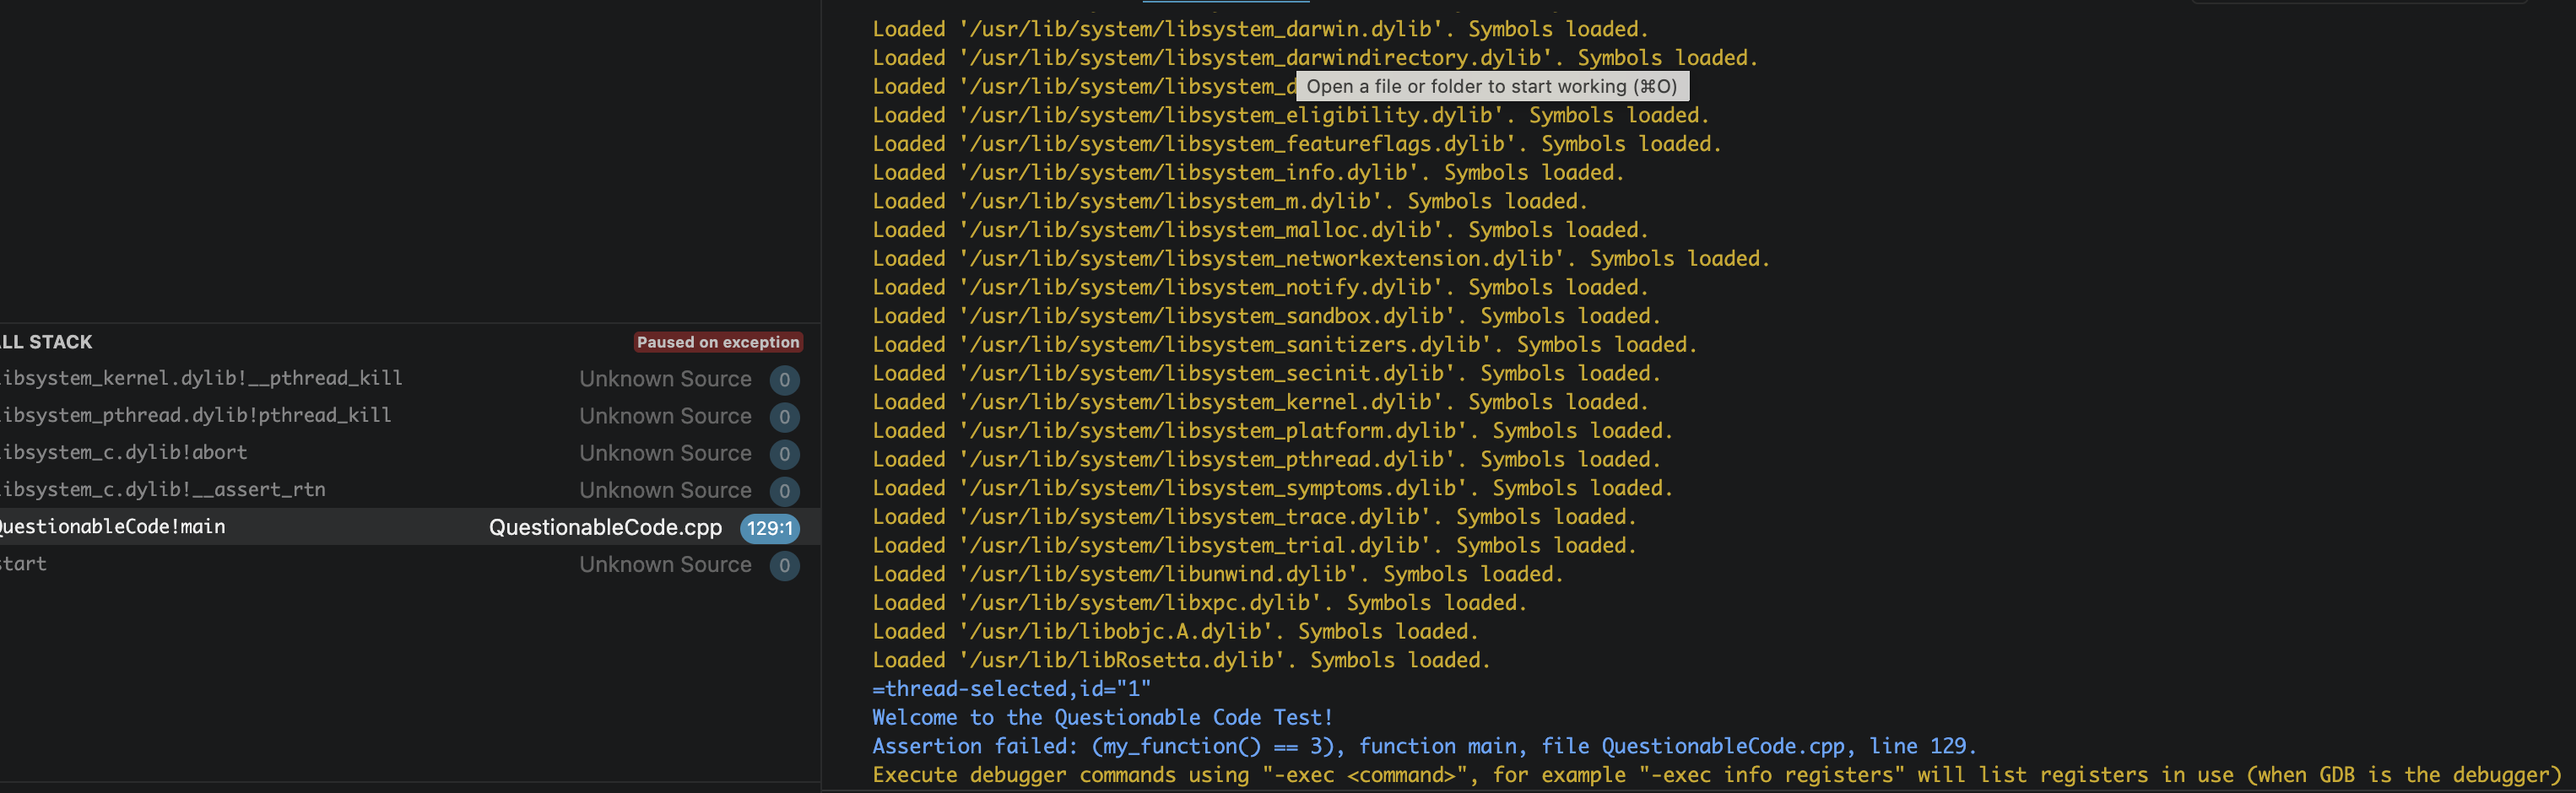 LL STACK
Paused on exception
ibsystem_kernel.dylib!__pthread_kill Unknown Source 0
ibsystem_pthread.dylib!pthread_kill Unknown Source 0
ibsystem_c.dylib!abort Unknown Source 0
ibsystem_c.dylib!__assert_rtn Unknown Source 0
QuestionableCode!main QuestionableCode.cpp 129:1
start Unknown Source 0
Loaded '/usr/lib/system/libsystem_darwin.dylib'. Symbols loaded.
Loaded '/usr/lib/system/libsystem_darwindirectory.dylib'. Symbols loaded.
Loaded '/usr/lib/system/libsystem_d
Open a file or folder to start working (⌘O)
Loaded '/usr/lib/system/libsystem_eligibility.dylib'. Symbols loaded.
Loaded '/usr/lib/system/libsystem_featureflags.dylib'. Symbols loaded.
Loaded '/usr/lib/system/libsystem_info.dylib'. Symbols loaded.
Loaded '/usr/lib/system/libsystem_m.dylib'. Symbols loaded.
Loaded '/usr/lib/system/libsystem_malloc.dylib'. Symbols loaded.
Loaded '/usr/lib/system/libsystem_networkextension.dylib'. Symbols loaded.
Loaded '/usr/lib/system/libsystem_notify.dylib'. Symbols loaded.
Loaded '/usr/lib/system/libsystem_sandbox.dylib'. Symbols loaded.
Loaded '/usr/lib/system/libsystem_sanitizers.dylib'. Symbols loaded.
Loaded '/usr/lib/system/libsystem_secinit.dylib'. Symbols loaded.
Loaded '/usr/lib/system/libsystem_kernel.dylib'. Symbols loaded.
Loaded '/usr/lib/system/libsystem_platform.dylib'. Symbols loaded.
Loaded '/usr/lib/system/libsystem_pthread.dylib'. Symbols loaded.
Loaded '/usr/lib/system/libsystem_symptoms.dylib'. Symbols loaded.
Loaded '/usr/lib/system/libsystem_trace.dylib'. Symbols loaded.
Loaded '/usr/lib/system/libsystem_trial.dylib'. Symbols loaded.
Loaded '/usr/lib/system/libunwind.dylib'. Symbols loaded.
Loaded '/usr/lib/system/libxpc.dylib'. Symbols loaded.
Loaded '/usr/lib/libobjc.A.dylib'. Symbols loaded.
Loaded '/usr/lib/libRosetta.dylib'. Symbols loaded.
=thread-selected,id="1"
Welcome to the Questionable Code Test!
Assertion failed: (my_function() == 3), function main, file QuestionableCode.cpp, line 129.
Execute debugger commands using "-exec <command>", for example "-exec info registers" will list registers in use (when GDB is the debugger)